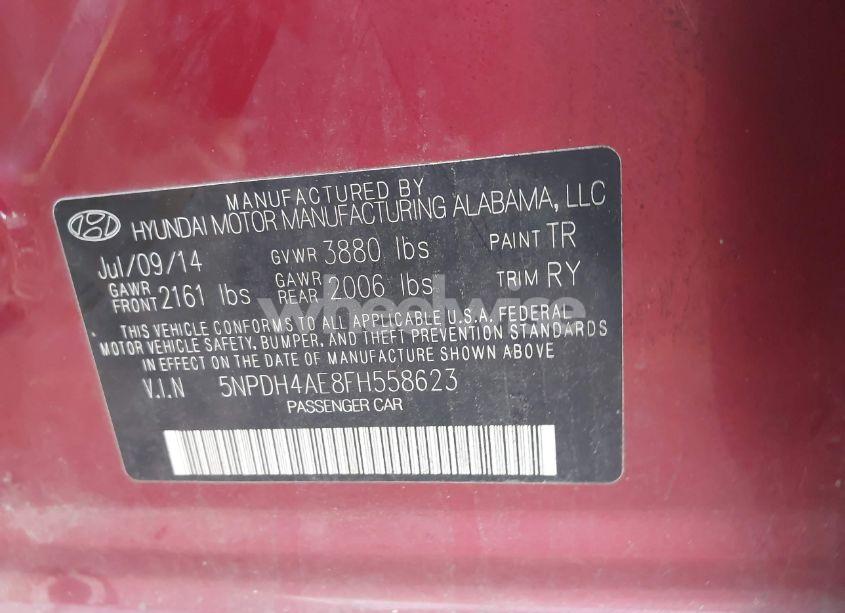 MANUFACTURED BY
HYUNDAI MOTOR MANUFACTURING ALABAMA, LLC
Jul/09/14 GVWR 3880 lbs PAINT TR
GAWR FRONT 2161 lbs GAWR REAR 2006 lbs TRIM RY
wheelwise
THIS VEHICLE CONFORMS TO ALL APPLICABLE U.S.A. FEDERAL
MOTOR VEHICLE SAFETY, BUMPER, AND THEFT PREVENTION STANDARDS
IN EFFECT ON THE DATE OF MANUFACTURE SHOWN ABOVE
V.I.N 5NPDH4AE8FH558623
PASSENGER CAR